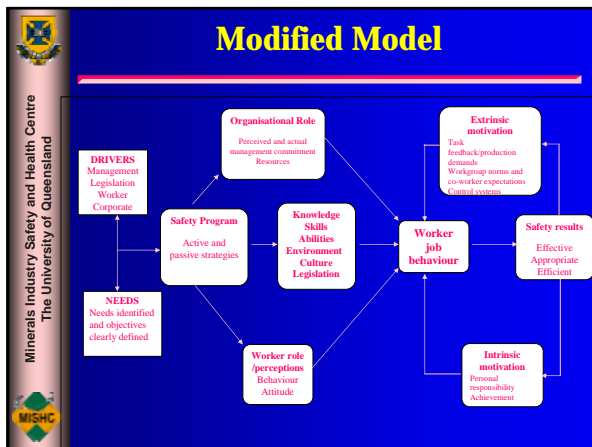 Modified Model
Minerals Industry Safety and Health Centre
The University of Queensland
MISHC
DRIVERS
Management
Legislation
Worker
Corporate
NEEDS
Needs identified
and objectives
clearly defined
Safety Program
Active and
passive strategies
Organisational Role
Perceived and actual
management commitment
Resources
Knowledge
Skills
Abilities
Environment
Culture
Legislation
Worker role
/perceptions
Behaviour
Attitude
Worker
job
behaviour
Extrinsic
motivation
Task
feedback/production
demands
Workgroup norms and
co-worker expectations
Control systems
Safety results
Effective
Appropriate
Efficient
Intrinsic
motivation
Personal
responsibility
Achievement